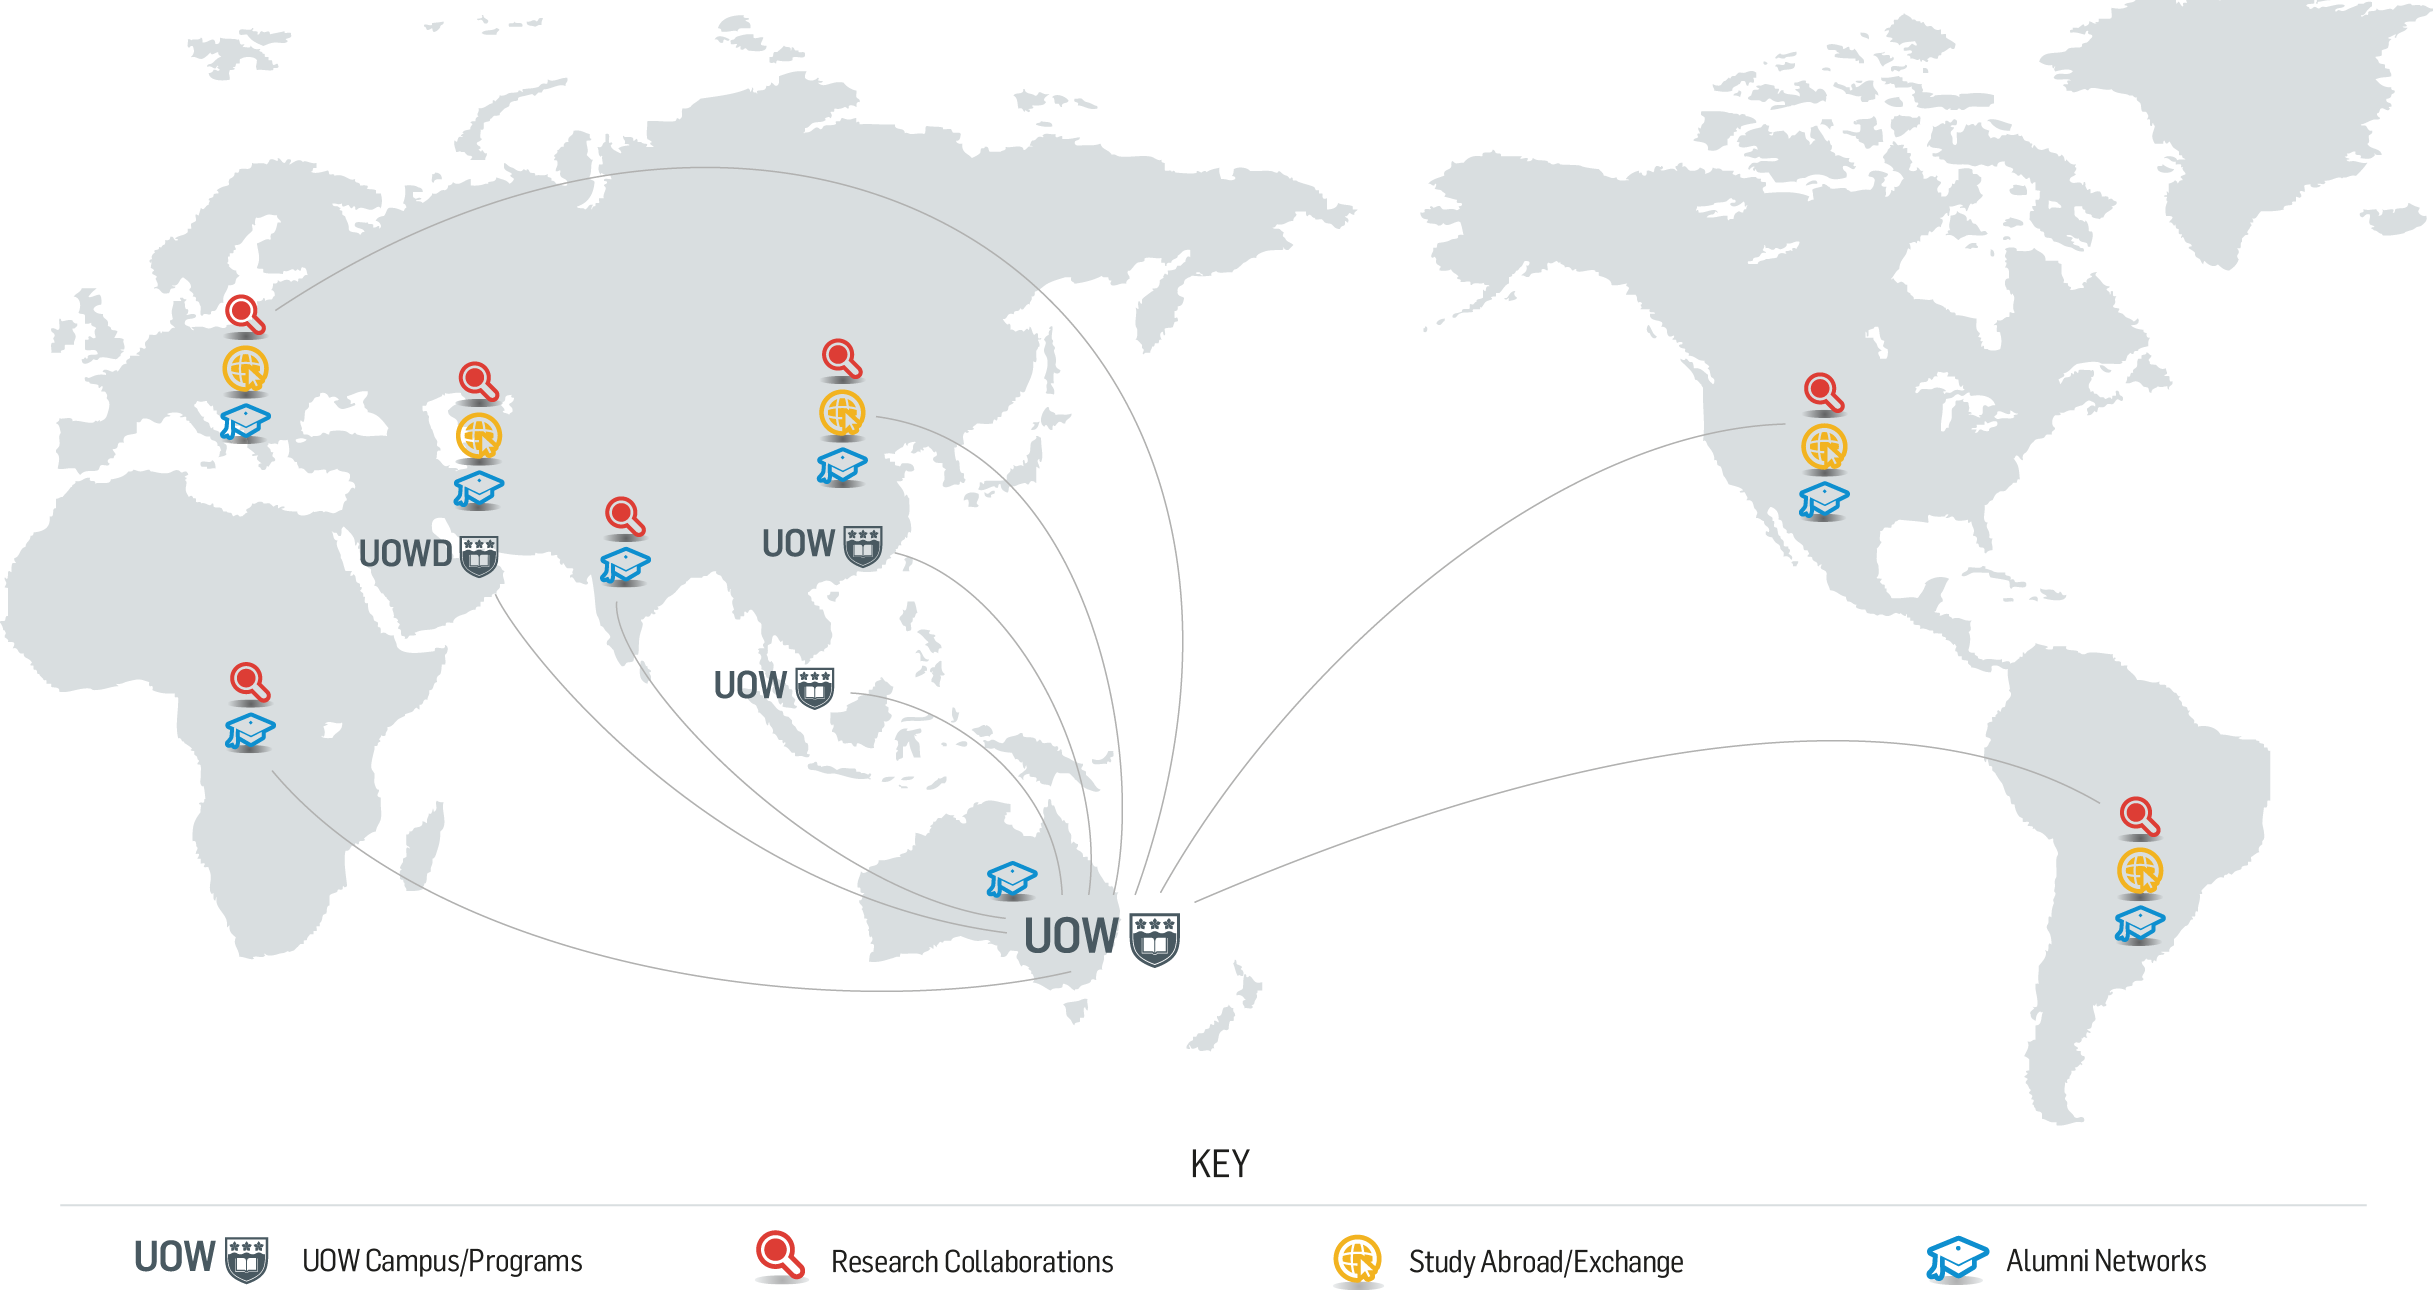 UOWD
UOW
UOW
UOW
KEY
UOW
UOW Campus/Programs
Research Collaborations
Study Abroad/Exchange
Alumni Networks